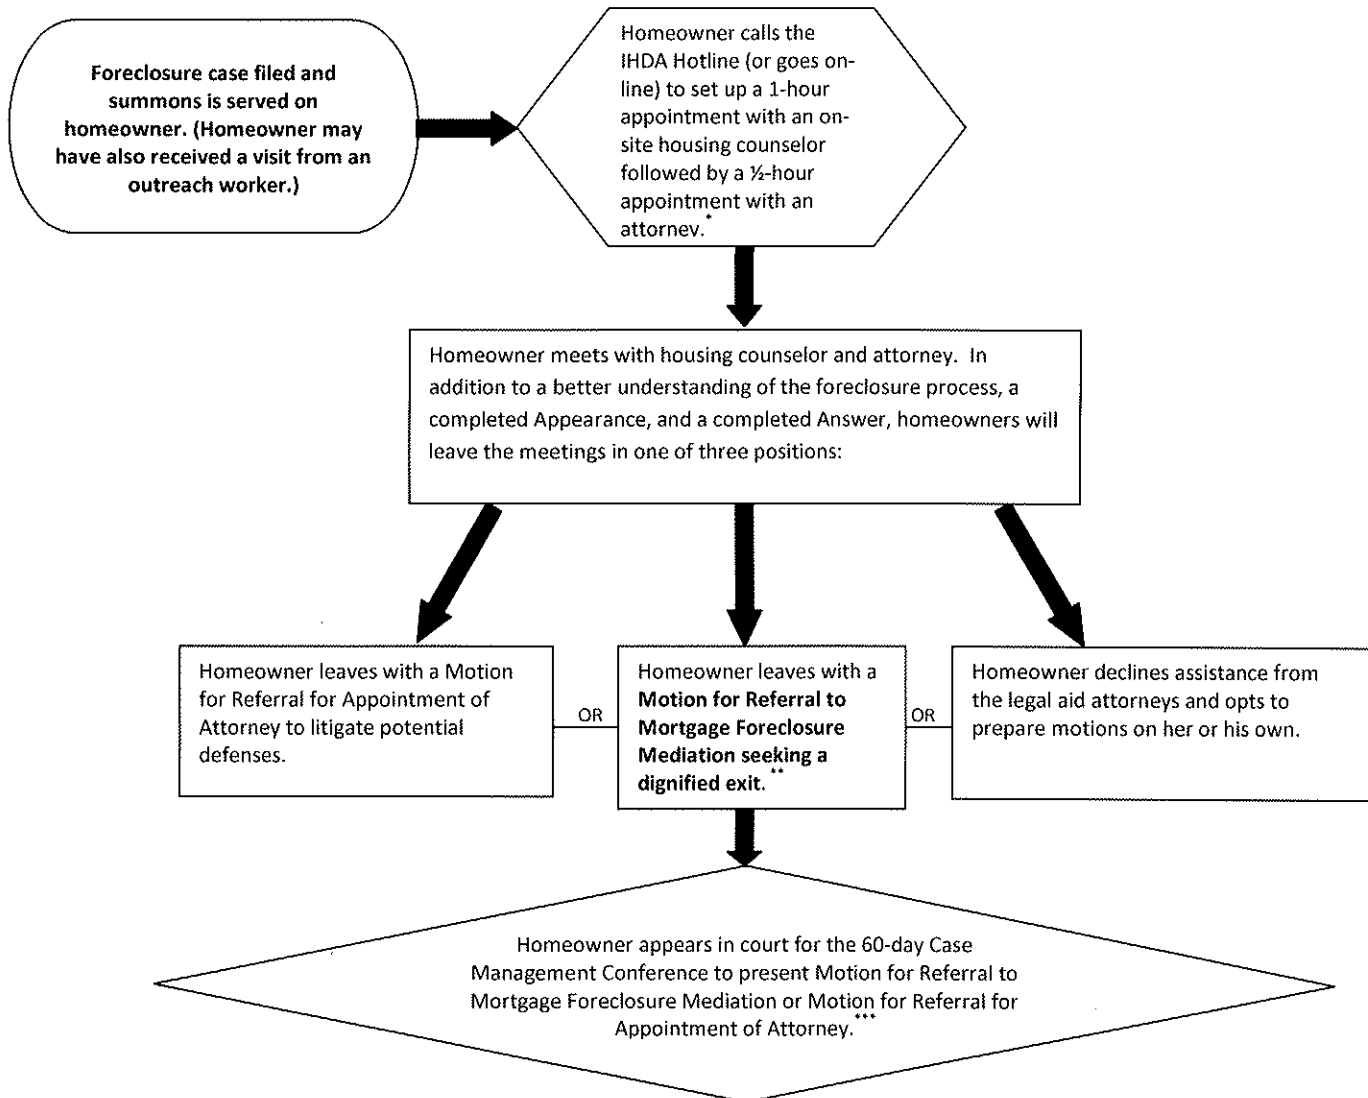 Foreclosure case filed and
summons is served on
homeowner. (Homeowner may
have also received a visit from an
outreach worker.)
Homeowner calls the
IHDA Hotline (or goes on-
line) to set up a 1-hour
appointment with an on-
site housing counselor
followed by a ½-hour
appointment with an
attorney.*
Homeowner meets with housing counselor and attorney. In
addition to a better understanding of the foreclosure process, a
completed Appearance, and a completed Answer, homeowners will
leave the meetings in one of three positions:
Homeowner leaves with a Motion
for Referral for Appointment of
Attorney to litigate potential
defenses.
OR
Homeowner leaves with a
Motion for Referral to
Mortgage Foreclosure
Mediation seeking a
dignified exit.**
OR
Homeowner declines assistance from
the legal aid attorneys and opts to
prepare motions on her or his own.
Homeowner appears in court for the 60-day Case
Management Conference to present Motion for Referral to
Mortgage Foreclosure Mediation or Motion for Referral for
Appointment of Attorney.***